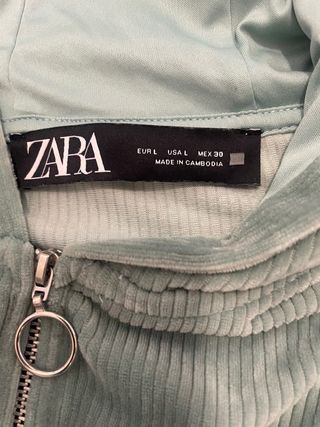 ZARA
EUR L USA L MEX 30
MADE IN CAMBODIA